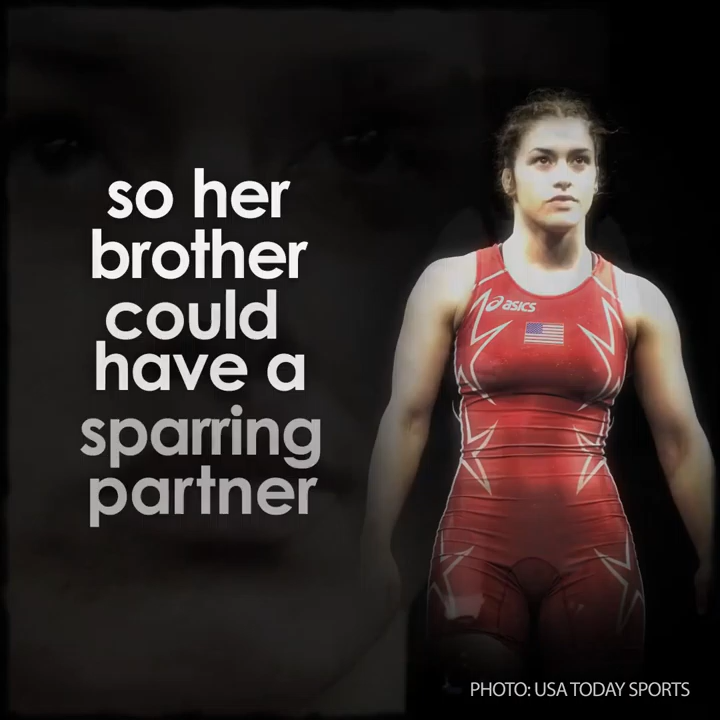 so her
brother
could
have a
sparring
partner
asics
PHOTO: USA TODAY SPORTS